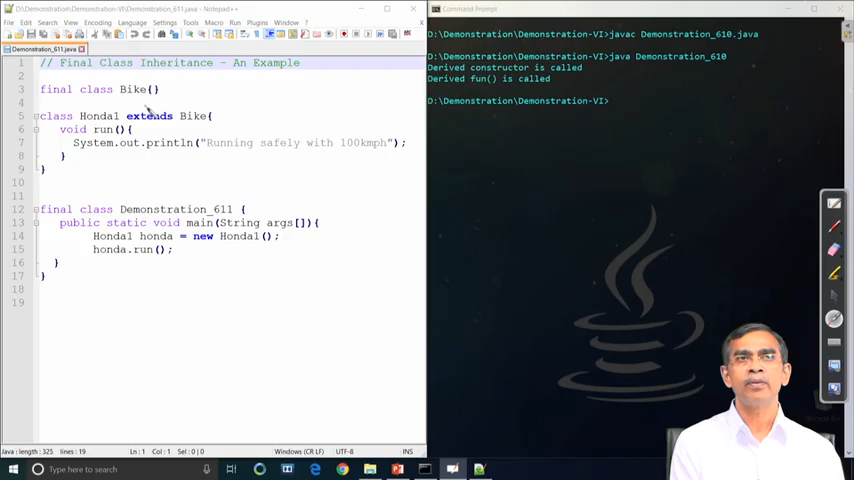 D:\Demonstration\Demonstration-VI\Demonstration_611.java - Notepad++
File Edit Search View Encoding Language Settings Tools Macro Run Plugins Window ?
Demonstration_611.java
1 // Final Class Inheritance - An Example
2
3 final class Bike{}
4
5 class Honda1 extends Bike{
6 void run(){
7 System.out.println("Running safely with 100kmph");
8 }
9 }
10
11
12 final class Demonstration_611 {
13 public static void main(String args[]){
14 Honda1 honda = new Honda1();
15 honda.run();
16 }
17 }
18
19
Java : length : 325 lines : 19 Ln : 1 Col : 1 Sel : 0 | 0 Windows (CR LF) UTF-8 INS
Command Prompt
D:\Demonstration\Demonstration-VI>javac Demonstration_610.java
D:\Demonstration\Demonstration-VI>java Demonstration_610
Derived constructor is called
Derived fun() is called
D:\Demonstration\Demonstration-VI>
Type here to search